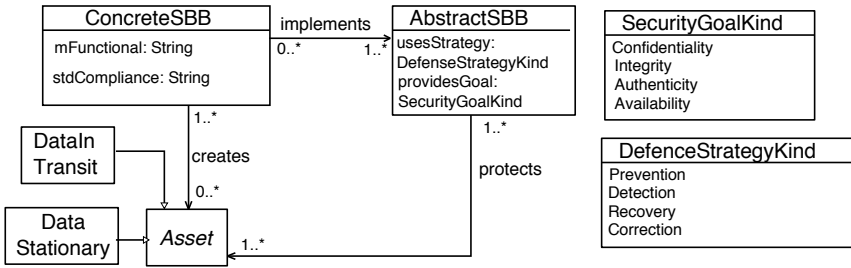 ConcreteSBB
mFunctional: String
stdCompliance: String
implements
0..*
1..*
AbstractSBB
usesStrategy:
DefenseStrategyKind
providesGoal:
SecurityGoalKind
SecurityGoalKind
Confidentiality
Integrity
Authenticity
Availability
1..*
creates
0..*
1..*
protects
1..*
DataIn
Transit
Data
Stationary
Asset
DefenceStrategyKind
Prevention
Detection
Recovery
Correction